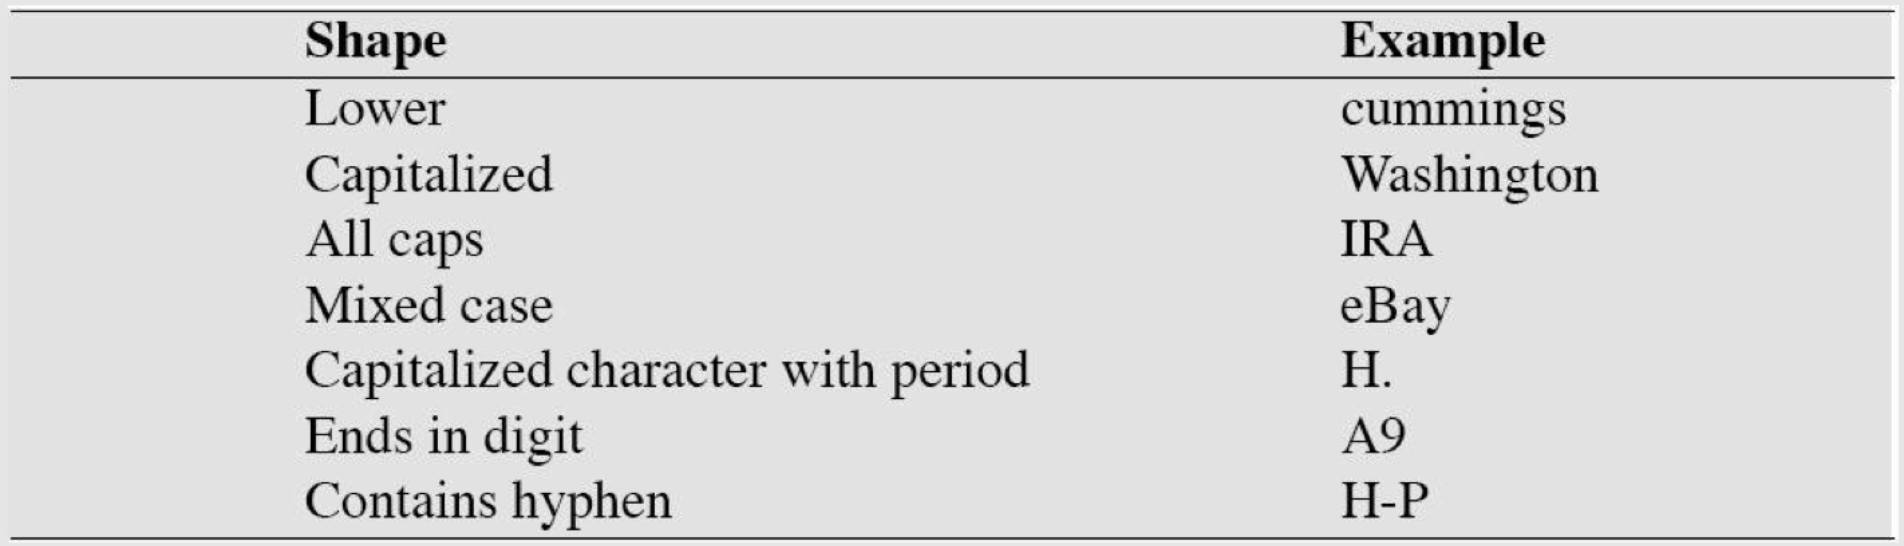 Shape Example
Lower cummings
Capitalized Washington
All caps IRA
Mixed case eBay
Capitalized character with period H.
Ends in digit A9
Contains hyphen H-P